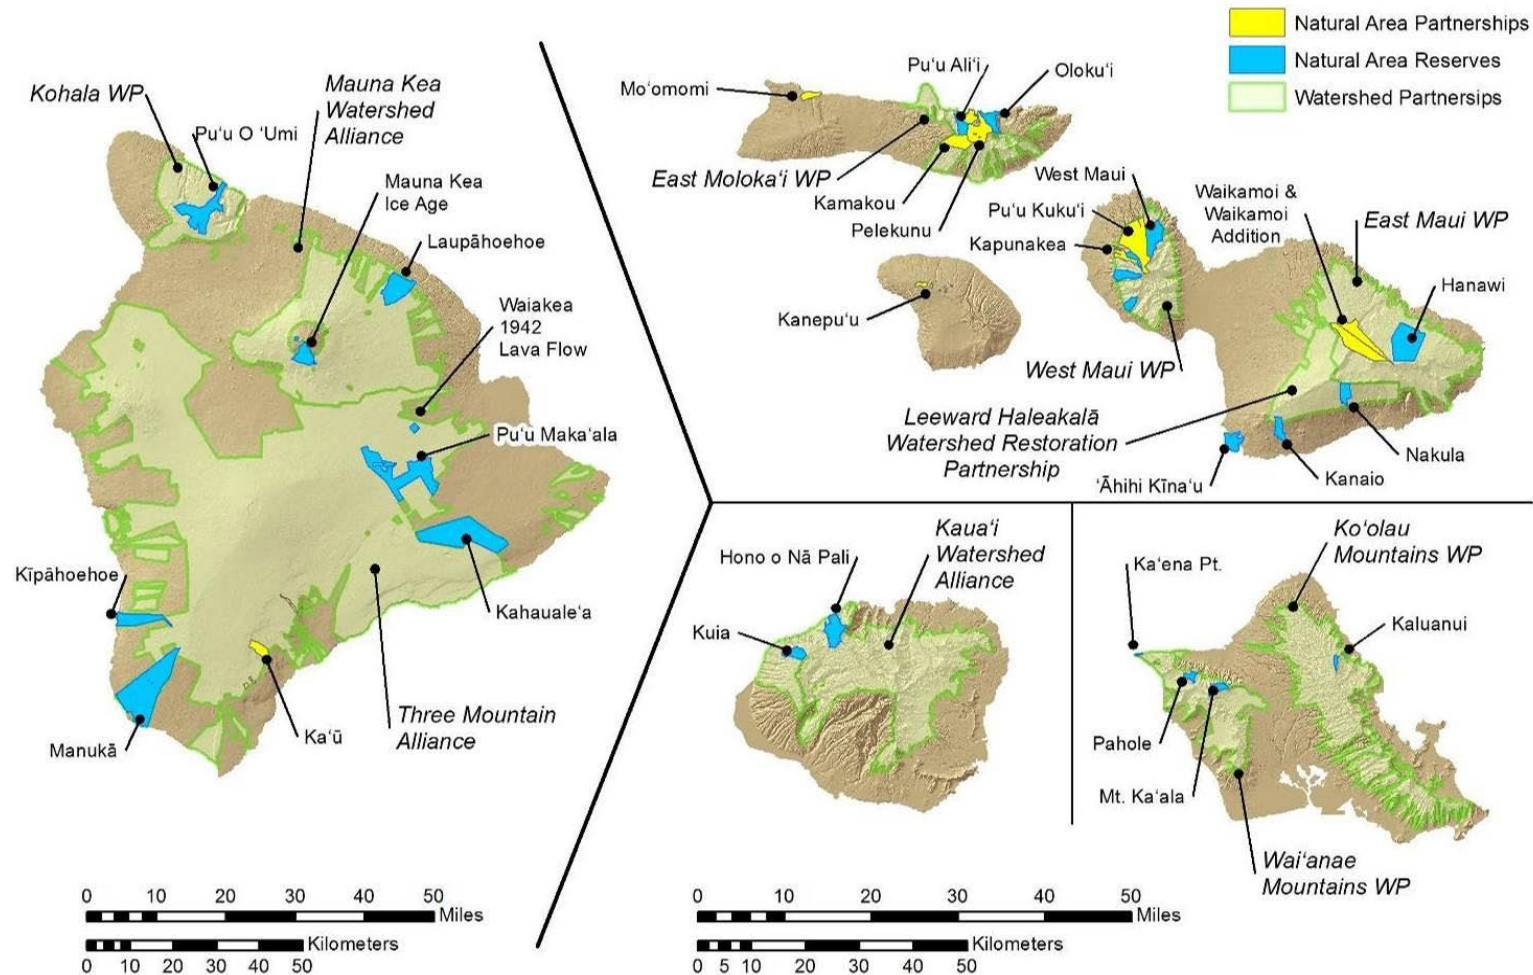 Natural Area Partnerships
Natural Area Reserves
Watershed Partnersips
Kohala WP
Mauna Kea
Watershed
Alliance
Pu‘u O ‘Umi
Mauna Kea
Ice Age
Laupāhoehoe
Waiakea
1942
Lava Flow
Pu‘u Maka‘ala
Kīpāhoehoe
Kahauale‘a
Manukā
Ka‘ū
Three Mountain
Alliance
0 10 20 30 40 50
Miles
Kilometers
0 10 20 30 40 50
Mo‘omomi
Pu‘u Ali‘i
Oloku‘i
East Moloka‘i WP
Kamakou
Pelekunu
West Maui
Pu‘u Kuku‘i
Kapunakea
Waikamoi &
Waikamoi
Addition
East Maui WP
Hanawi
Kanepu‘u
West Maui WP
Leeward Haleakalā
Watershed Restoration
Partnership
‘Āhihi Kīna‘u
Kanaio
Nakula
Hono o Nā Pali
Kaua‘i
Watershed
Alliance
Kuia
Ko‘olau
Mountains WP
Ka‘ena Pt.
Kaluanui
Pahole
Mt. Ka‘ala
Wai‘anae
Mountains WP
0 10 20 30 40 50
Miles
Kilometers
0 5 10 20 30 40 50